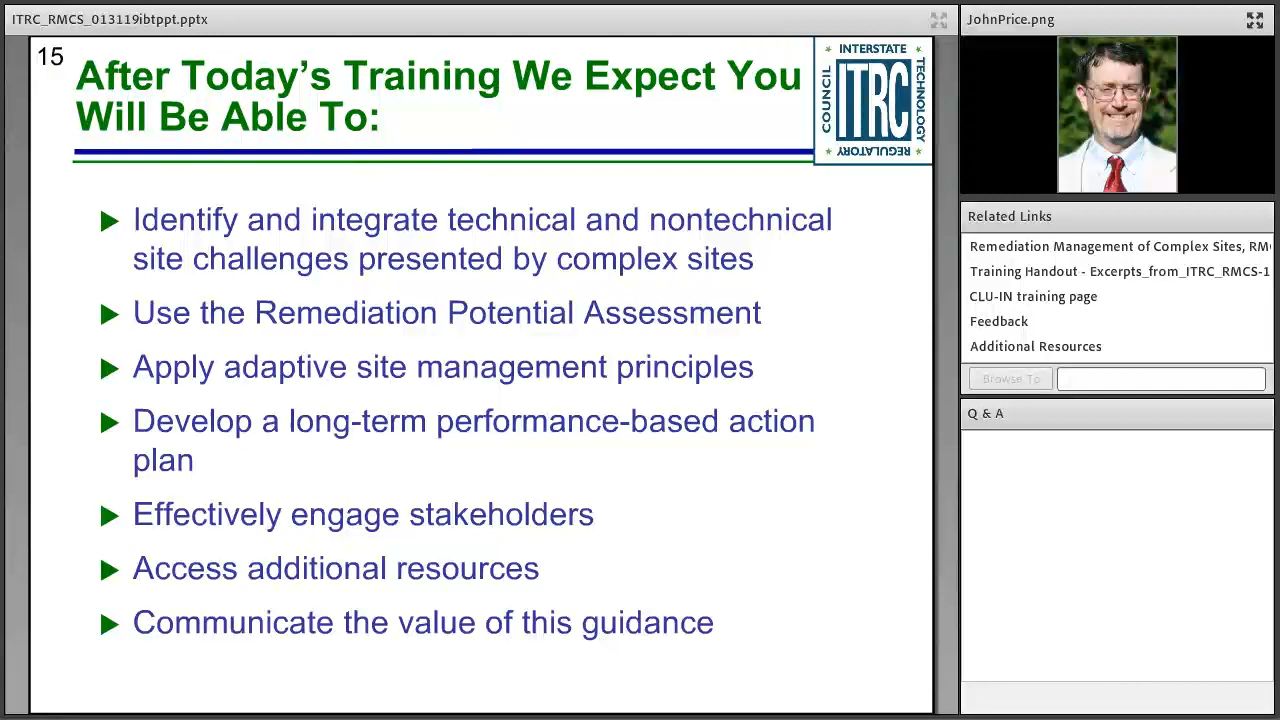 ITRC_RMCS_013119ibtppt.pptx
15
After Today's Training We Expect You
Will Be Able To:
INTERSTATE
COUNCIL
ITRC
TECHNOLOGY
REGULATORY
Identify and integrate technical and nontechnical
site challenges presented by complex sites
Use the Remediation Potential Assessment
Apply adaptive site management principles
Develop a long-term performance-based action
plan
Effectively engage stakeholders
Access additional resources
Communicate the value of this guidance
JohnPrice.png
Related Links
Remediation Management of Complex Sites, RM
Training Handout - Excerpts_from_ITRC_RMCS-1
CLU-IN training page
Feedback
Additional Resources
Browse To
Q & A